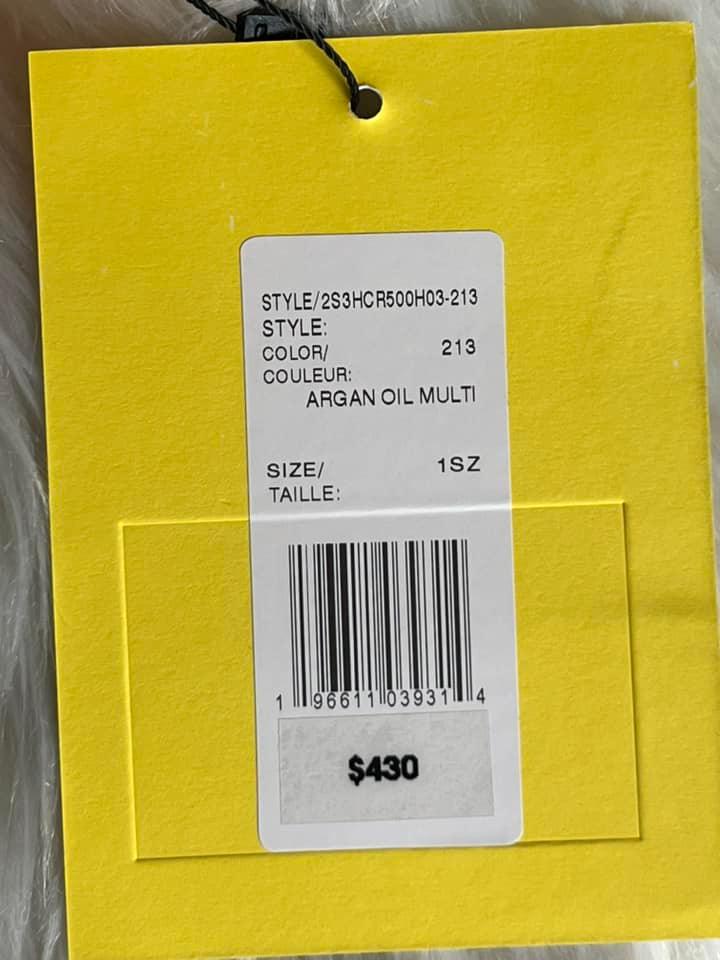 STYLE/2S3HCR500H03-213
STYLE:
COLOR/ 213
COULEUR:
ARGAN OIL MULTI
SIZE/ 1SZ
TAILLE:
1 96611 03931 4
$430